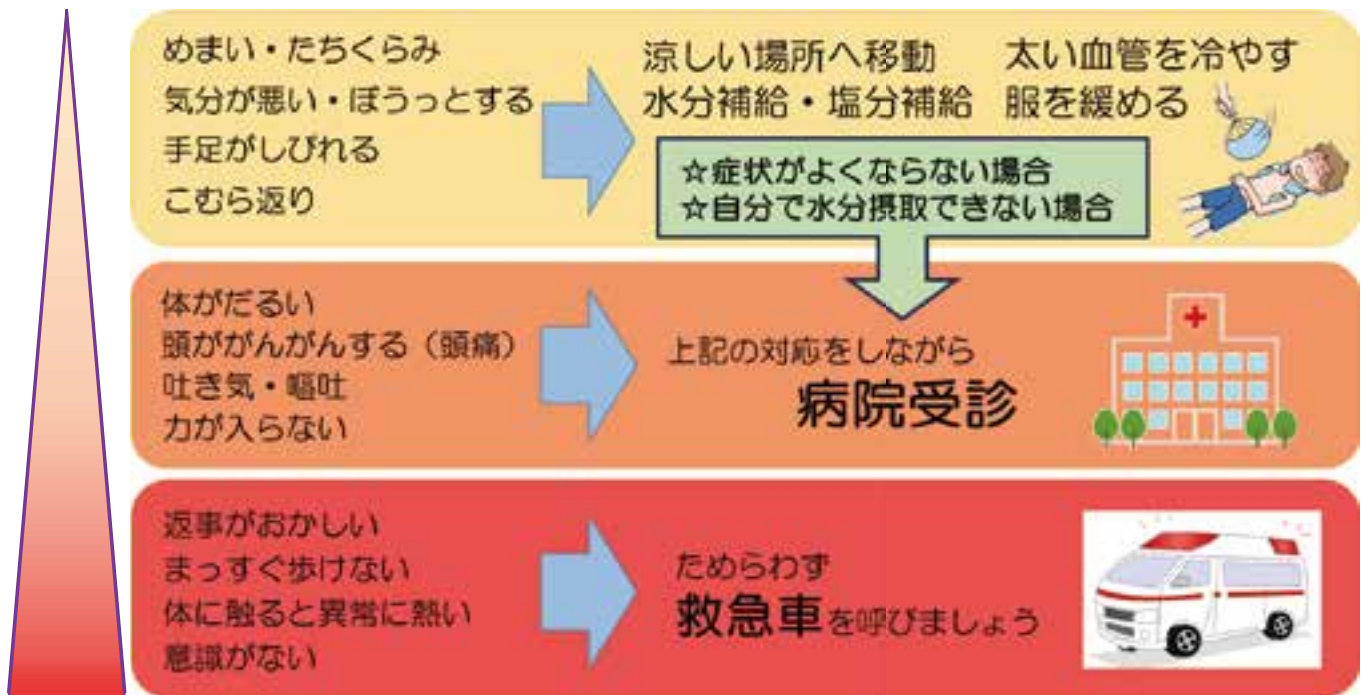 めまい・たちくらみ
気分が悪い・ぼうっとする
手足がしびれる
こむら返り
涼しい場所へ移動
水分補給・塩分補給
太い血管を冷やす
服を緩める
☆症状がよくならない場合
☆自分で水分摂取できない場合
体がだるい
頭ががんがんする（頭痛）
吐き気・嘔吐
力が入らない
上記の対応をしながら
病院受診
返事がおかしい
まっすぐ歩けない
体に触ると異常に熱い
意識がない
ためらわず
救急車を呼びましょう